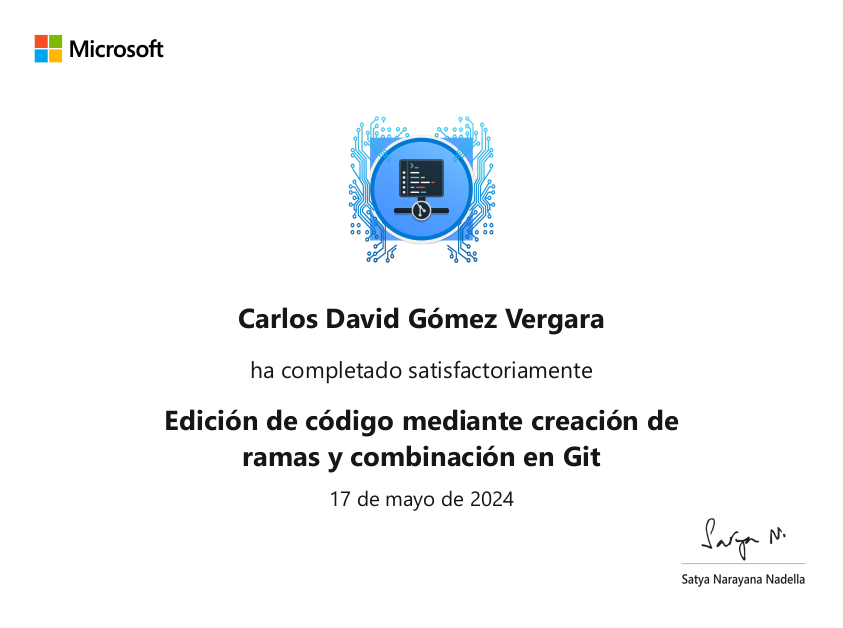 Microsoft
Carlos David Gómez Vergara
ha completado satisfactoriamente
Edición de código mediante creación de
ramas y combinación en Git
17 de mayo de 2024
Satya N.
Satya Narayana Nadella